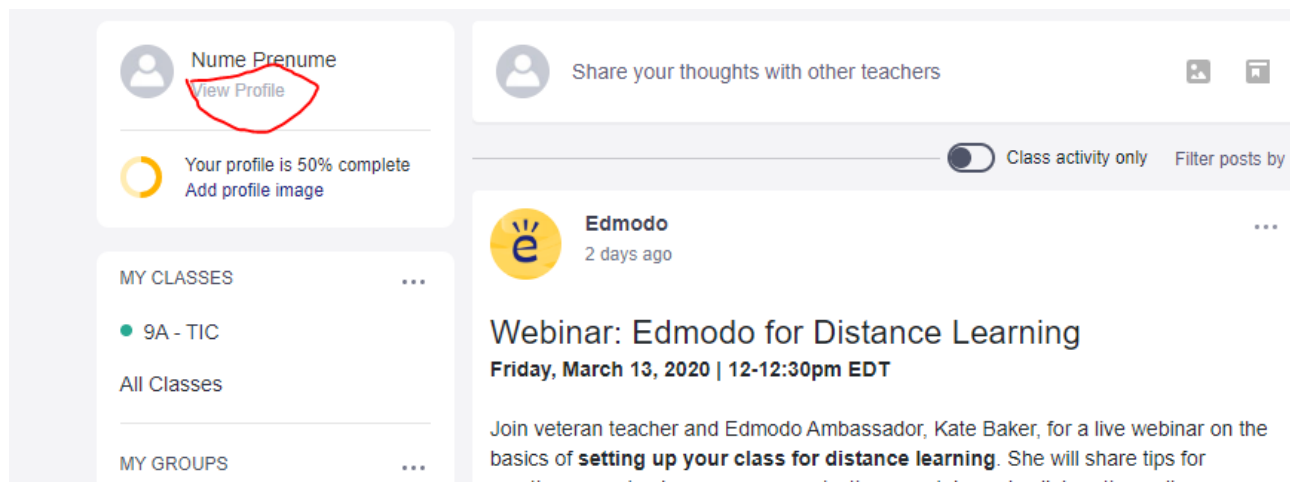 Nume Prenume
View Profile
Your profile is 50% complete
Add profile image
MY CLASSES
9A - TIC
All Classes
MY GROUPS
Share your thoughts with other teachers
Class activity only
Filter posts by
Edmodo
2 days ago
Webinar: Edmodo for Distance Learning
Friday, March 13, 2020 | 12-12:30pm EDT
Join veteran teacher and Edmodo Ambassador, Kate Baker, for a live webinar on the
basics of setting up your class for distance learning. She will share tips for